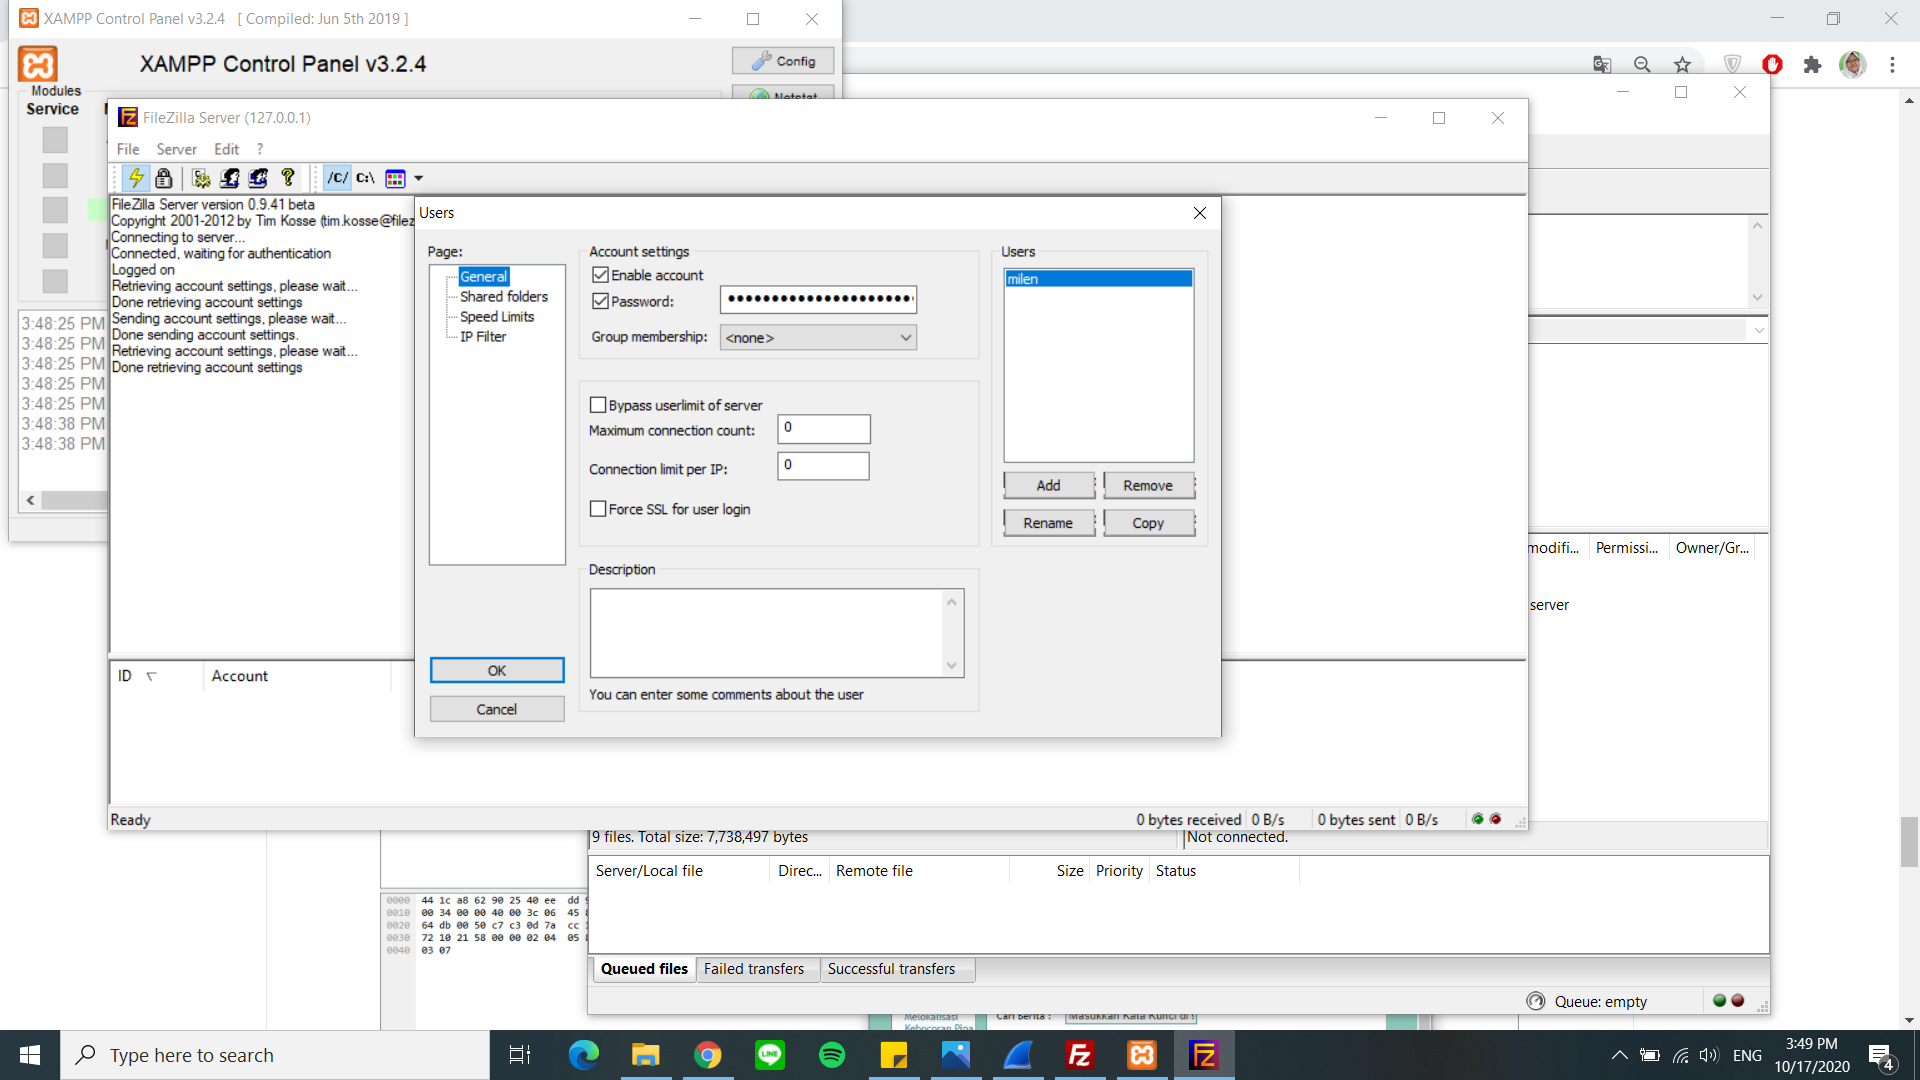 XAMPP Control Panel v3.2.4 [ Compiled: Jun 5th 2019 ]
XAMPP Control Panel v3.2.4
Config
Modules
Service
FileZilla Server (127.0.0.1)
File Server Edit ?
/C/ C:\
FileZilla Server version 0.9.41 beta
Copyright 2001-2012 by Tim Kosse (tim.kosse@filez
Connecting to server...
Connected, waiting for authentication
Logged on
Retrieving account settings, please wait...
Done retrieving account settings
Sending account settings, please wait...
Done sending account settings.
Retrieving account settings, please wait...
Done retrieving account settings
3:48:25 PM
3:48:25 PM
3:48:25 PM
3:48:25 PM
3:48:25 PM
3:48:38 PM
3:48:38 PM
Users
Page:
General
Shared folders
Speed Limits
IP Filter
Account settings
Enable account
Password:
Group membership: <none>
Bypass userlimit of server
Maximum connection count: 0
Connection limit per IP: 0
Force SSL for user login
Description
You can enter some comments about the user
OK
Cancel
Users
milen
Add Remove
Rename Copy
modifi... Permissi... Owner/Gr...
server
ID Account
Ready
0 bytes received 0 B/s 0 bytes sent 0 B/s
9 files. Total size: 7,738,497 bytes
Not connected.
Server/Local file Direc... Remote file Size Priority Status
0000 44 1c a8 62 90 25 40 ee dd
0010 00 34 00 00 40 00 3c 06 45
0020 64 db 00 50 c7 c3 0d 7a cc
0030 72 10 21 58 00 00 02 04 05
0040 03 07
Queued files Failed transfers Successful transfers
Queue: empty
Melokalisasi
Kebocoran Pipa
Cari Berita : Masukkan Kata Kunci di
Type here to search
LINE
ENG
3:49 PM
10/17/2020
4